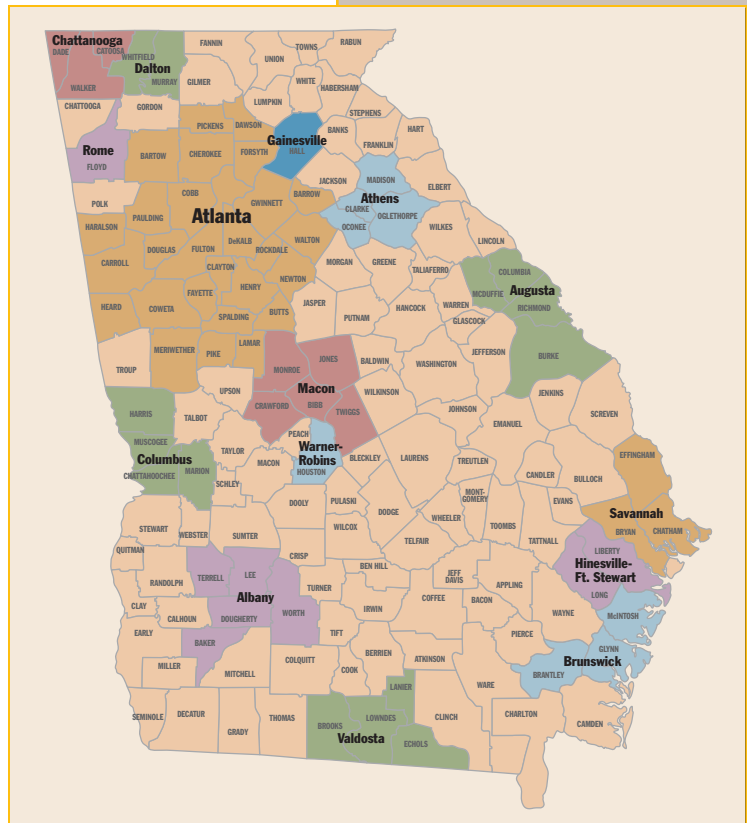 Chattanooga
DADE
CATOOSA
WALKER
WHITFIELD
Dalton
MURRAY
FANNIN
UNION
TOWNS
RABUN
GILMER
WHITE
HABERSHAM
LUMPKIN
STEPHENS
CHATTOOGA
GORDON
PICKENS
DAWSON
BANKS
FRANKLIN
HART
Rome
FLOYD
BARTOW
CHEROKEE
FORSYTH
Gainesville
HALL
JACKSON
MADISON
ELBERT
POLK
HARALSON
PAULDING
COBB
Atlanta
GWINNETT
BARROW
Athens
CLARKE
OCONEE
OGLETHORPE
WILKES
LINCOLN
CARROLL
DOUGLAS
FULTON
DeKALB
ROCKDALE
WALTON
CLAYTON
MORGAN
GREENE
TALIAFERRO
COLUMBIA
McDUFFIE
Augusta
RICHMOND
HEARD
COWETA
FAYETTE
HENRY
NEWTON
SPALDING
BUTTS
JASPER
PUTNAM
HANCOCK
WARREN
GLASCOCK
BURKE
TROUP
MERIWETHER
PIKE
LAMAR
MONROE
JONES
BALDWIN
WASHINGTON
JEFFERSON
UPSON
Macon
CRAWFORD
BIBB
TWIGGS
WILKINSON
JENKINS
SCREVEN
HARRIS
TALBOT
JOHNSON
EMANUEL
MUSCOGEE
Columbus
CHATTAHOOCHEE
MARION
TAYLOR
SCHLEY
MACON
PEACH
Warner-
Robins
HOUSTON
BLECKLEY
LAURENS
TREUTLEN
CANDLER
BULLOCH
EFFINGHAM
STEWART
WEBSTER
SUMTER
DOOLY
PULASKI
DODGE
WHEELER
MONT-
GOMERY
TOOMBS
EVANS
TATTNALL
Savannah
BRYAN
CHATHAM
QUITMAN
RANDOLPH
TERRELL
LEE
CRISP
WILCOX
TELFAIR
BEN HILL
JEFF
DAVIS
APPLING
LIBERTY
Hinesville-
Ft. Stewart
LONG
CLAY
CALHOUN
Albany
DOUGHERTY
WORTH
TURNER
IRWIN
COFFEE
BACON
WAYNE
McINTOSH
EARLY
BAKER
TIFT
PIERCE
GLYNN
Brunswick
BRANTLEY
MILLER
MITCHELL
COLQUITT
COOK
BERRIEN
ATKINSON
WARE
SEMINOLE
DECATUR
GRADY
THOMAS
BROOKS
LOWNDES
Valdosta
LANIER
ECHOLS
CLINCH
CHARLTON
CAMDEN